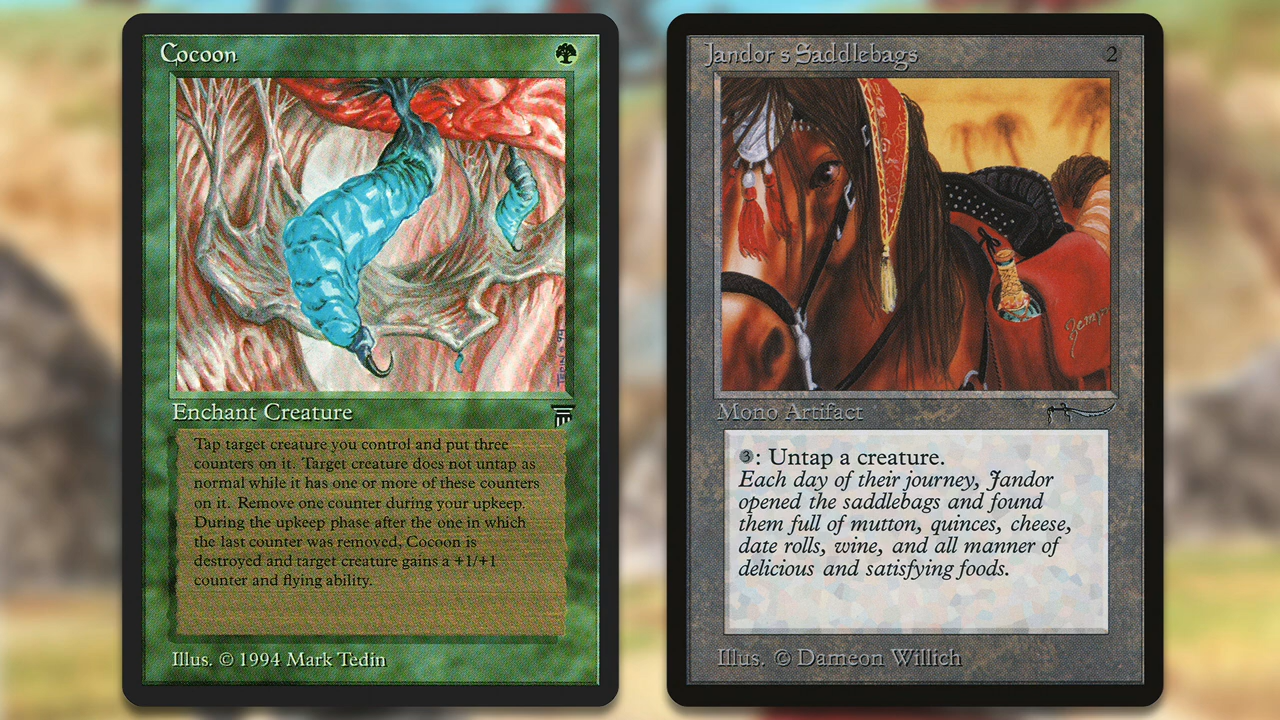 Cocoon
Enchant Creature
Tap target creature you control and put three
counters on it. Target creature does not untap as
normal while it has one or more of these counters
on it. Remove one counter during your upkeep.
During the upkeep phase after the one in which
the last counter was removed, Cocoon is
destroyed and target creature gains a +1/+1
counter and flying ability.
Illus. © 1994 Mark Tedin
Jandor's Saddlebags 2
Mono Artifact
3: Untap a creature.
Each day of their journey, Jandor
opened the saddlebags and found
them full of mutton, quinces, cheese,
date rolls, wine, and all manner of
delicious and satisfying foods.
Illus. © Dameon Willich